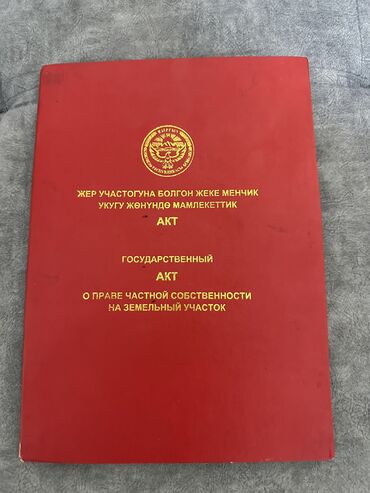 ЖЕР УЧАСТОГУНА БОЛГОН ЖЕКЕ МЕНЧИК
УКУГУ ЖӨНҮНДӨ МАМЛЕКЕТТИК
АКТ
ГОСУДАРСТВЕННЫЙ
АКТ
О ПРАВЕ ЧАСТНОЙ СОБСТВЕННОСТИ
НА ЗЕМЕЛЬНЫЙ УЧАСТОК